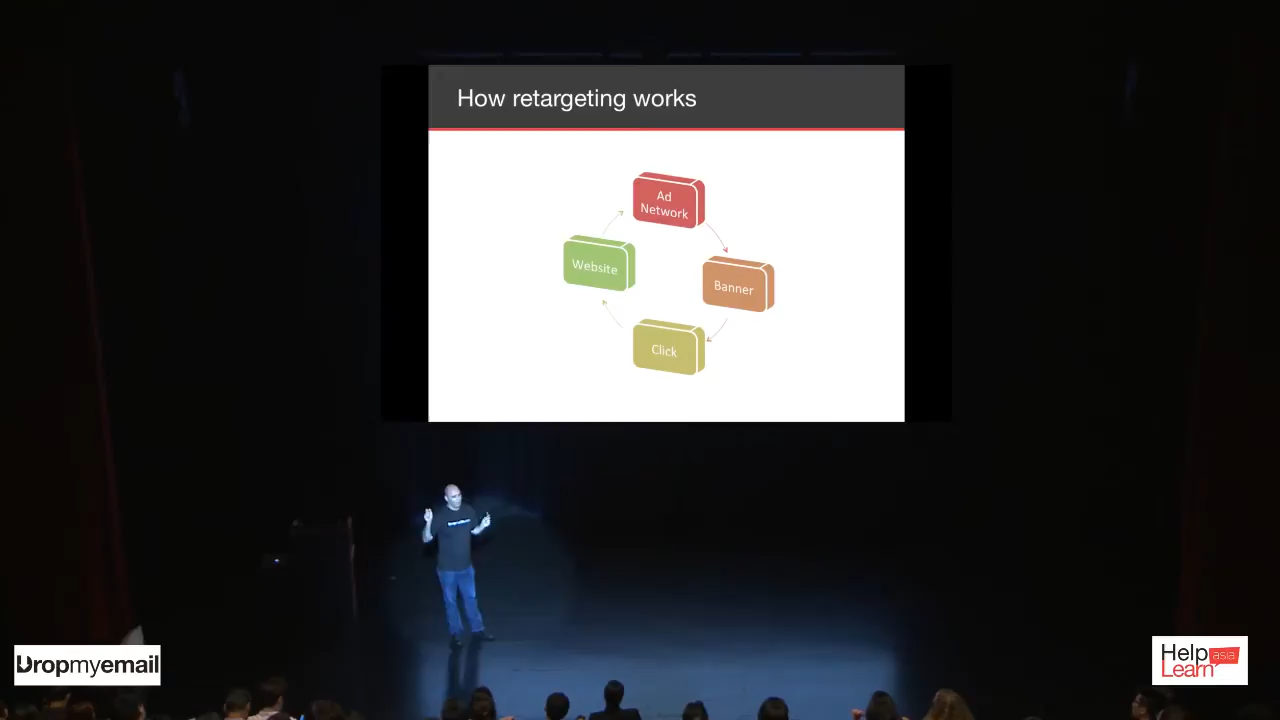 How retargeting works
Ad
Network
Website
Banner
Click
Dropmyemail
Help
asia
Learn